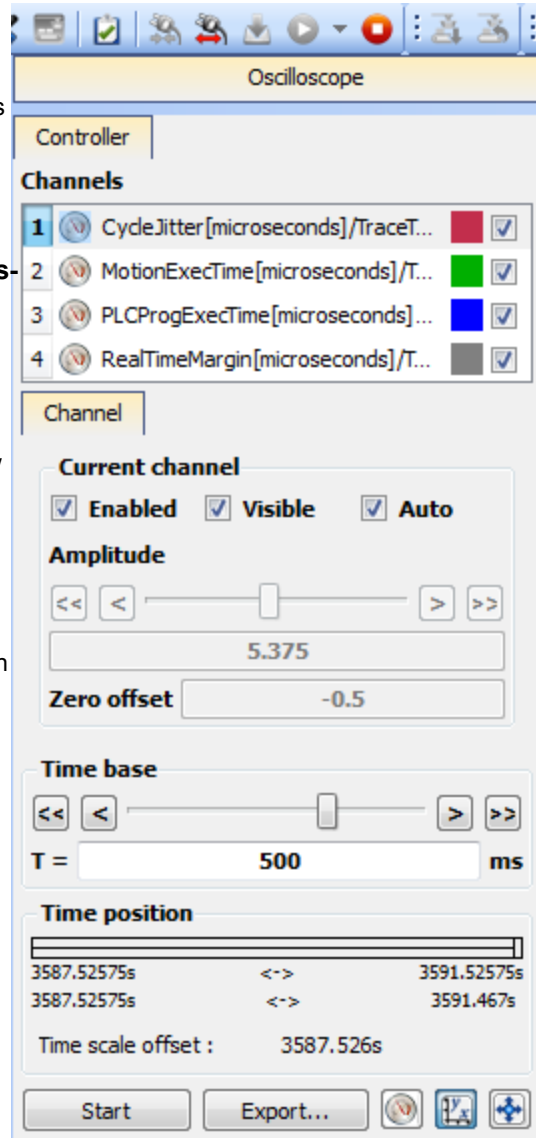 Oscilloscope
s
Controller
Channels
1 CycleJitter[microseconds]/TraceT...
s-
2 MotionExecTime[microseconds]/T...
3 PLCProgExecTime[microseconds]...
4 RealTimeMargin[microseconds]/T...
Channel
Current channel
Enabled Visible Auto
Amplitude
<< < > >>
5.375
n
Zero offset -0.5
Time base
<< < > >>
T = 500 ms
Time position
3587.52575s <-> 3591.52575s
3587.52575s <-> 3591.467s
Time scale offset : 3587.526s
Start Export... y x